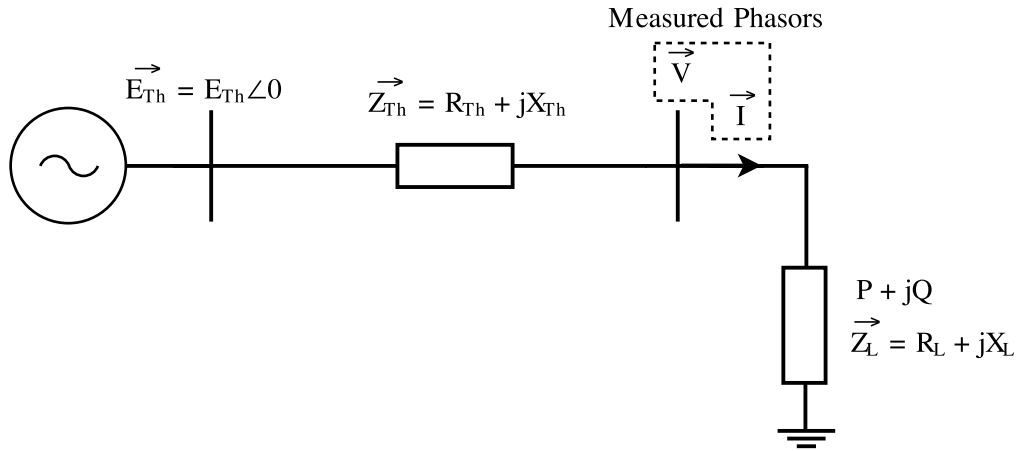 Measured Phasors
V
I
E_Th = E_Th∠0
Z_Th = R_Th + jX_Th
P + jQ
Z_L = R_L + jX_L